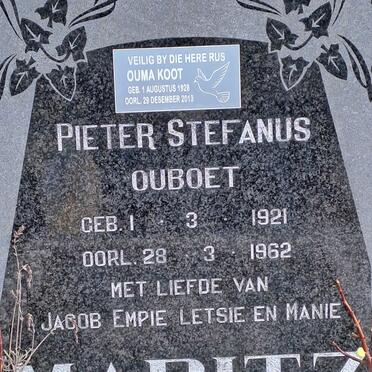 VEILIG BY DIE HERE RUS
OUMA KOOT
GEB. 1 AUGUSTUS 1928
OORL. 29 DESEMBER 2013
PIETER STEFANUS
OUBOET
GEB. 1 · 3 · 1921
OORL. 28 · 3 · 1962
MET LIEFDE VAN
JACOB EMPIE LETSIE EN MANIE
MARITZ